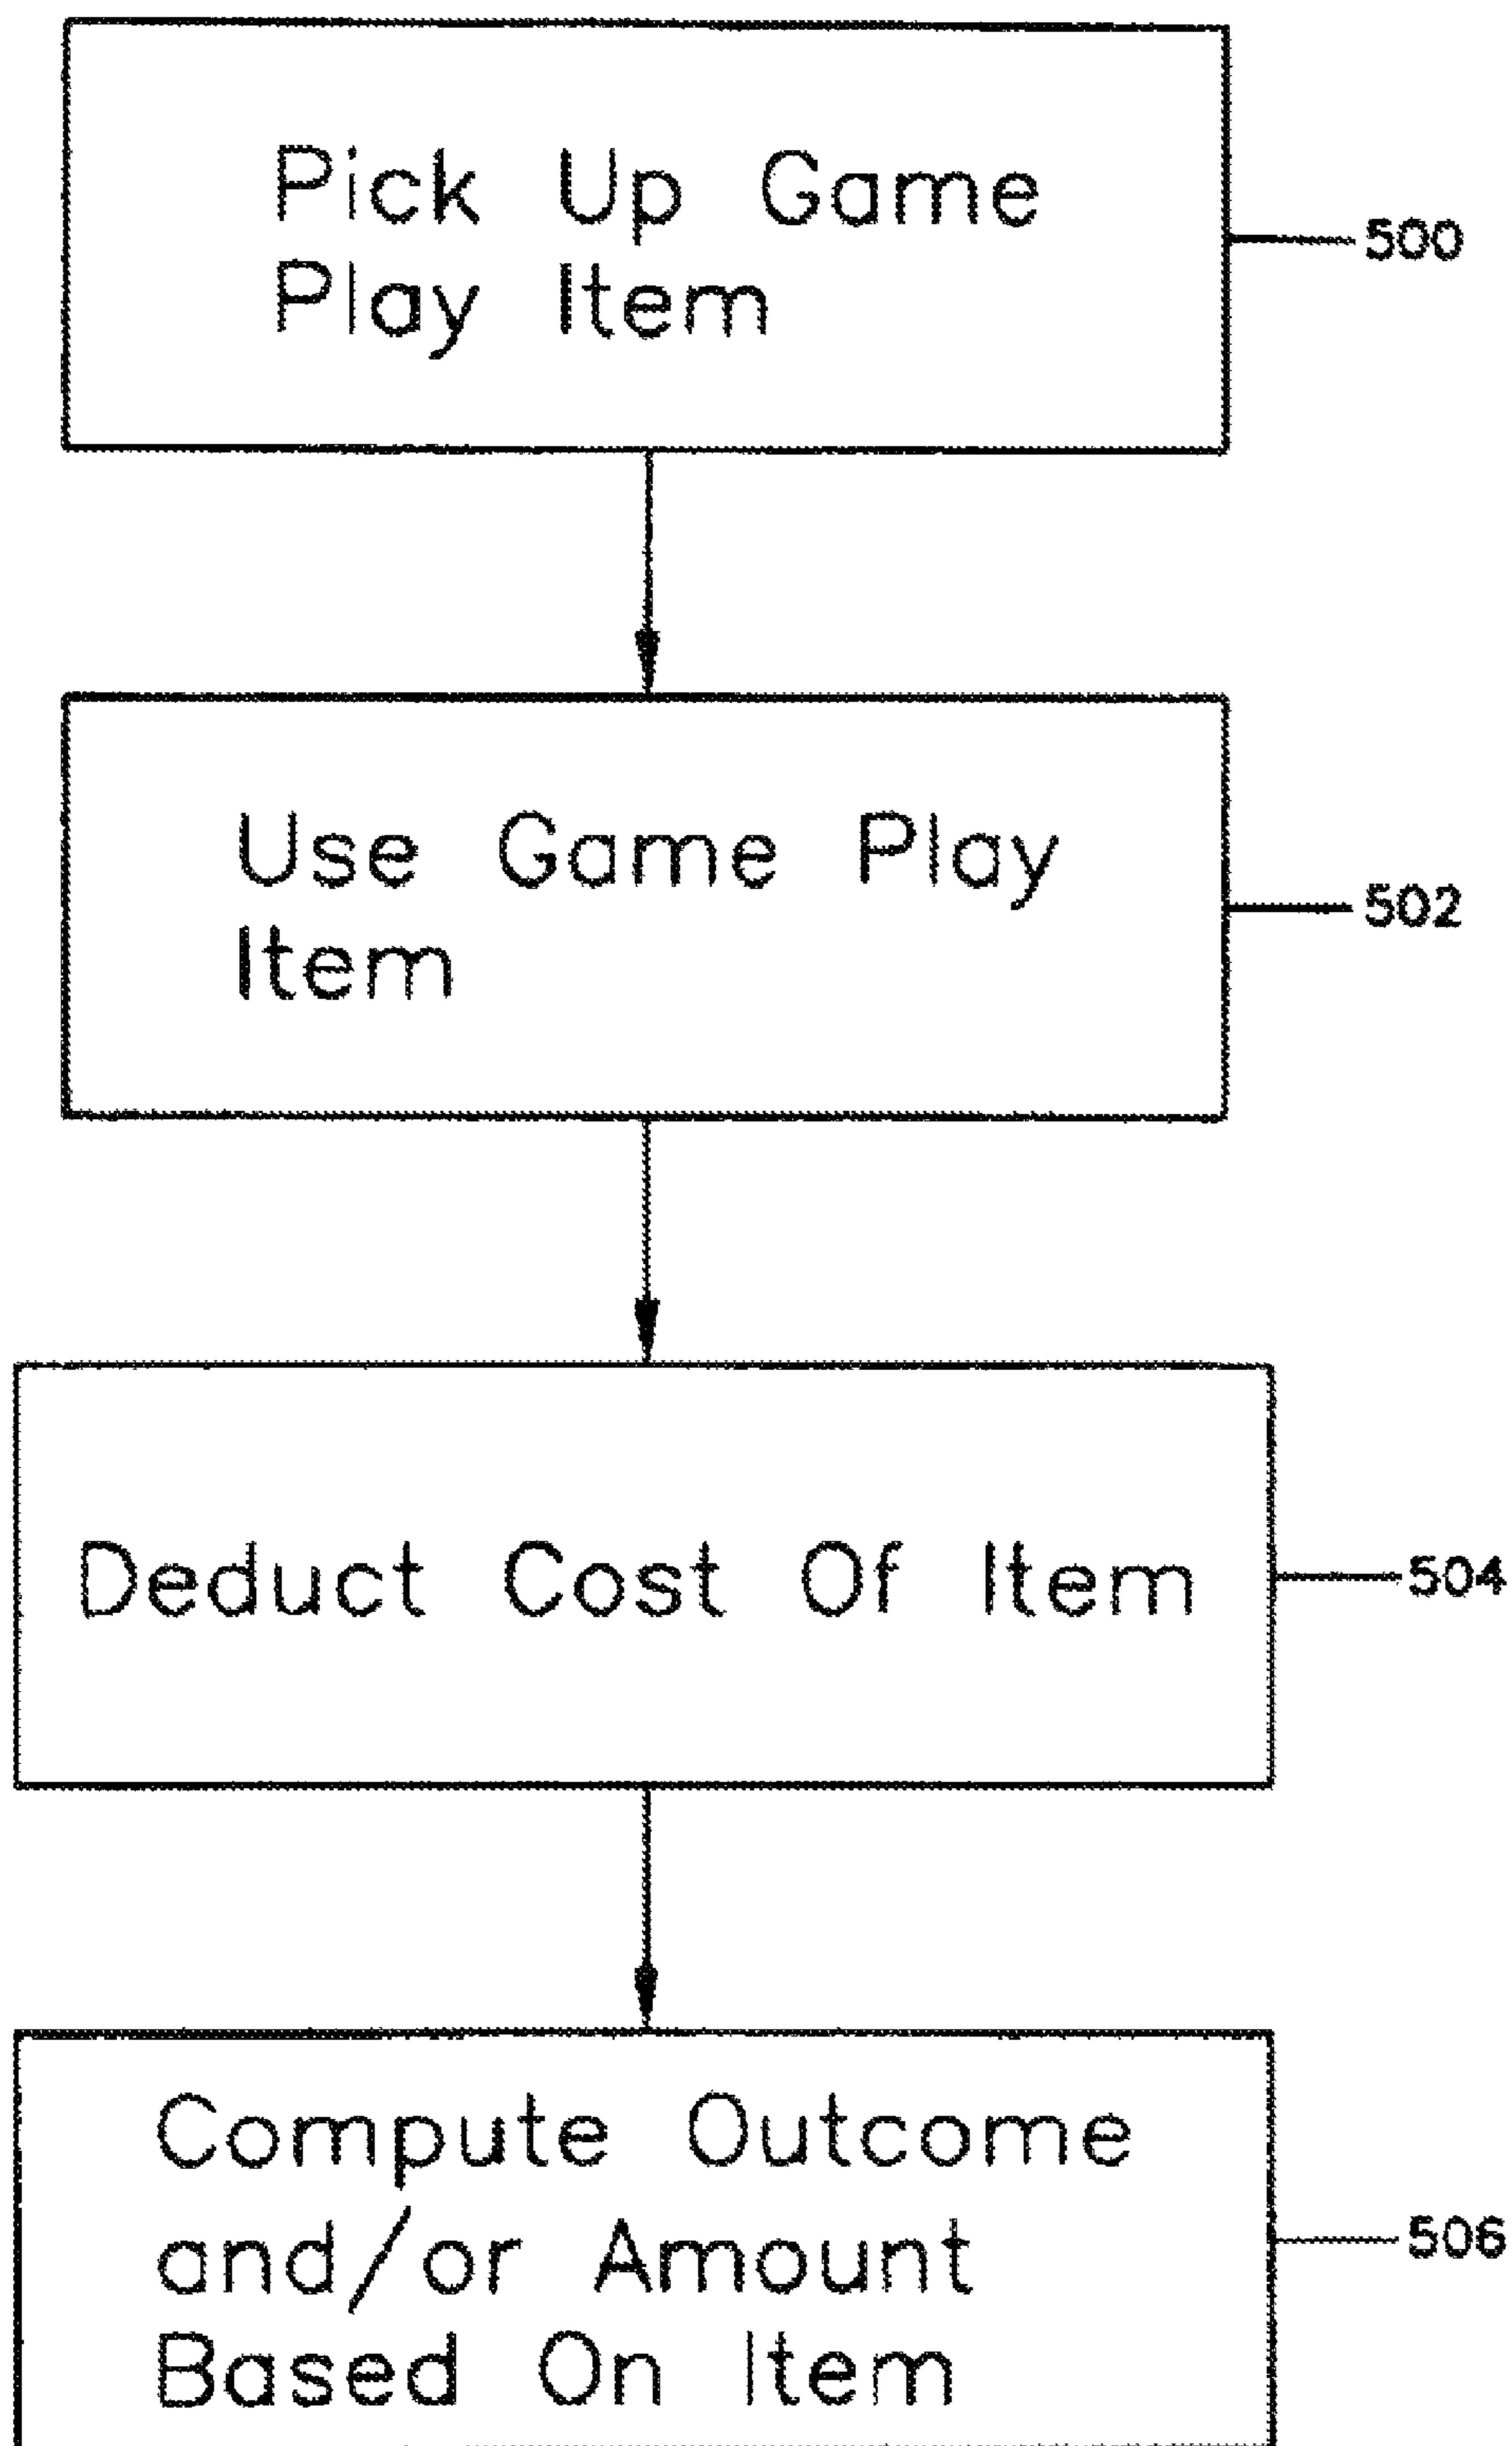 Pick Up Game
Play Item
500
Use Game Play
Item
502
Deduct Cost Of Item
504
Compute Outcome
and/or Amount
Based On Item
506